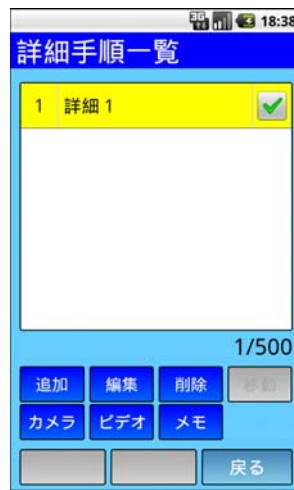 3G 18:38
詳細手順一覧
1 詳細 1
1/500
追加 編集 削除 移動
カメラ ビデオ メモ
戻る